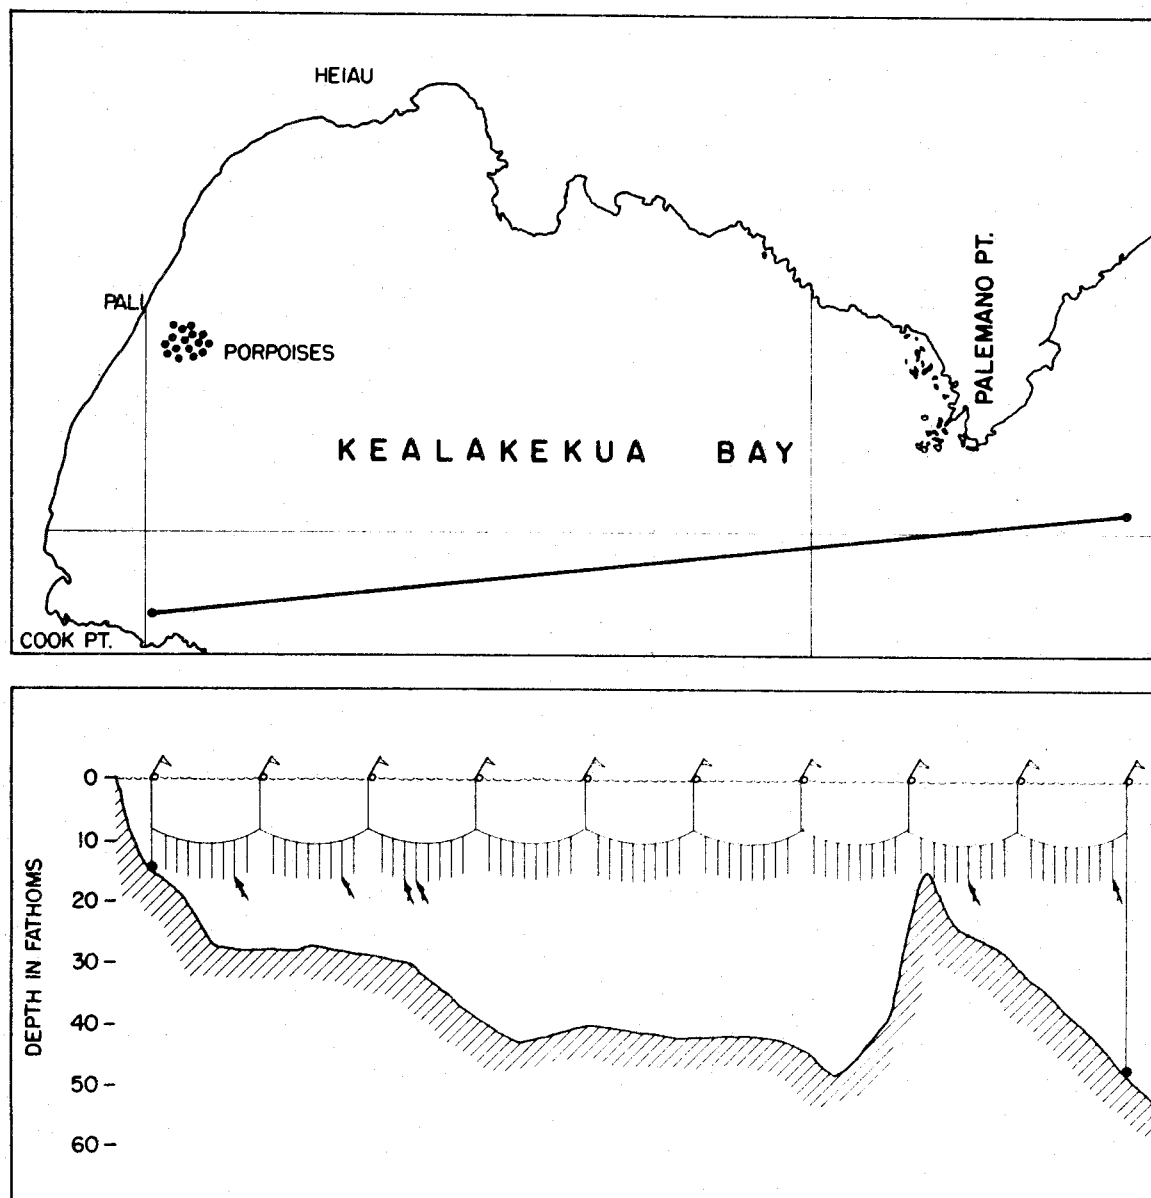 HEIAU
PALI
PORPOISES
PALEMANO PT.
KEALAKEKUA BAY
COOK PT.
DEPTH IN FATHOMS
0
10
20
30
40
50
60